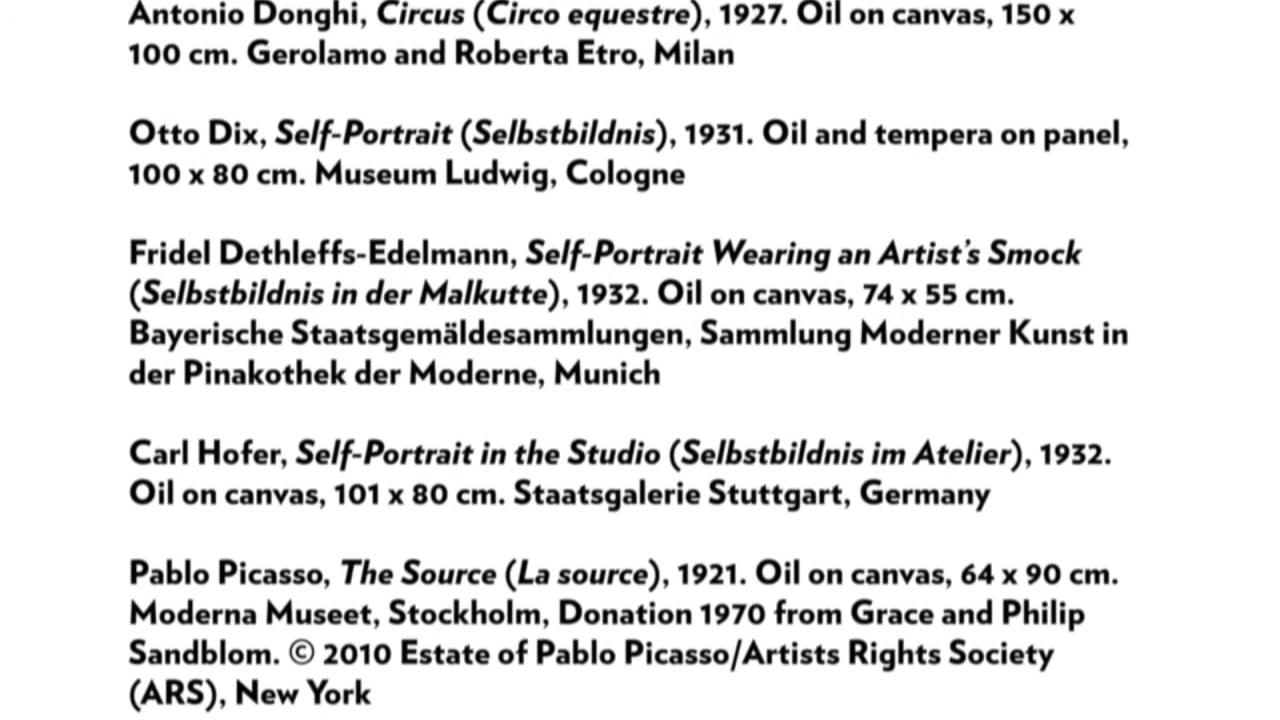 Antonio Donghi, Circus (Circo equestre), 1927. Oil on canvas, 150 x
100 cm. Gerolamo and Roberta Etro, Milan
Otto Dix, Self-Portrait (Selbstbildnis), 1931. Oil and tempera on panel,
100 x 80 cm. Museum Ludwig, Cologne
Fridel Dethleffs-Edelmann, Self-Portrait Wearing an Artist’s Smock
(Selbstbildnis in der Malkutte), 1932. Oil on canvas, 74 x 55 cm.
Bayerische Staatsgemäldesammlungen, Sammlung Moderner Kunst in
der Pinakothek der Moderne, Munich
Carl Hofer, Self-Portrait in the Studio (Selbstbildnis im Atelier), 1932.
Oil on canvas, 101 x 80 cm. Staatsgalerie Stuttgart, Germany
Pablo Picasso, The Source (La source), 1921. Oil on canvas, 64 x 90 cm.
Moderna Museet, Stockholm, Donation 1970 from Grace and Philip
Sandblom. © 2010 Estate of Pablo Picasso/Artists Rights Society
(ARS), New York